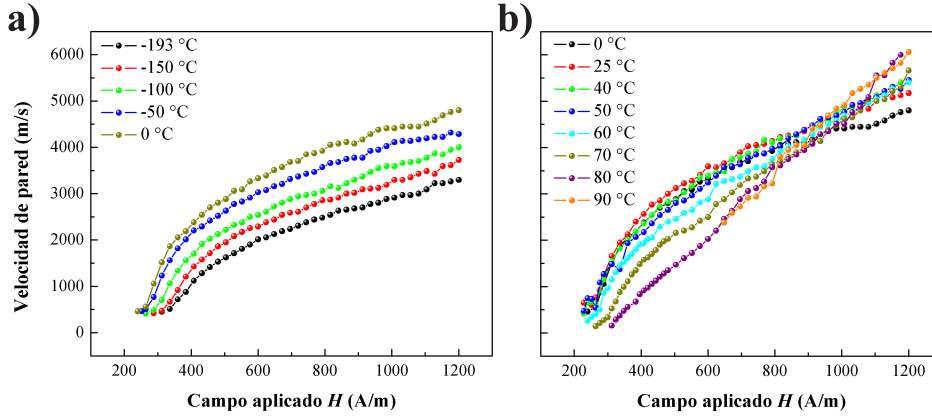 a)
-193 °C
-150 °C
-100 °C
-50 °C
0 °C
Velocidad de pared (m/s)
6000
5000
4000
3000
2000
1000
0
200 400 600 800 1000 1200
Campo aplicado H (A/m)
b)
0 °C
25 °C
40 °C
50 °C
60 °C
70 °C
80 °C
90 °C
200 400 600 800 1000 1200
Campo aplicado H (A/m)